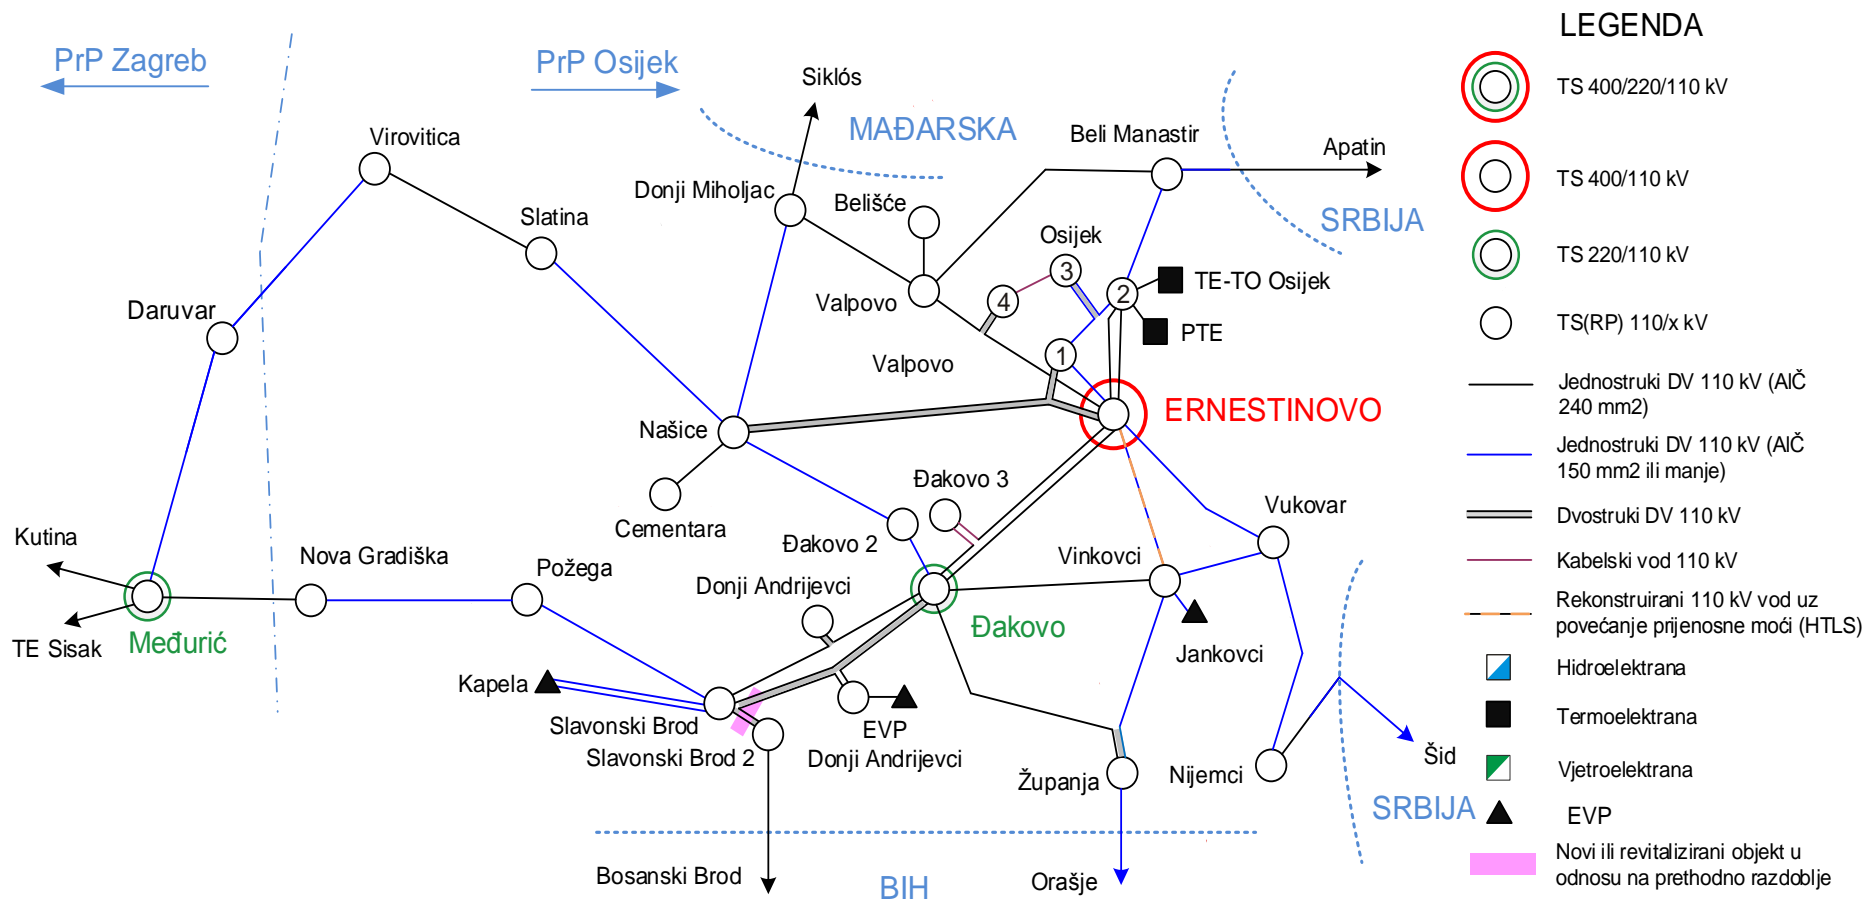 PrP Zagreb
PrP Osijek
Siklós
MAĐARSKA
Virovitica
Beli Manastir
Apatin
Donji Miholjac
Belišće
Slatina
Osijek
SRBIJA
3
2
4
TE-TO Osijek
Valpovo
Daruvar
PTE
1
Valpovo
ERNESTINOVO
Našice
Đakovo 3
Cementara
Vukovar
Kutina
Đakovo 2
Vinkovci
Nova Gradiška
Požega
Donji Andrijevci
TE Sisak
Međurić
Đakovo
Jankovci
Kapela
Slavonski Brod
EVP
Slavonski Brod 2
Donji Andrijevci
Županja
Nijemci
Šid
SRBIJA
Bosanski Brod
BIH
Orašje
LEGENDA
TS 400/220/110 kV
TS 400/110 kV
TS 220/110 kV
TS(RP) 110/x kV
Jednostruki DV 110 kV (AlČ
240 mm2)
Jednostruki DV 110 kV (AlČ
150 mm2 ili manje)
Dvostruki DV 110 kV
Kabelski vod 110 kV
Rekonstruirani 110 kV vod uz
povećanje prijenosne moći (HTLS)
Hidroelektrana
Termoelektrana
Vjetroelektrana
EVP
Novi ili revitalizirani objekt u
odnosu na prethodno razdoblje